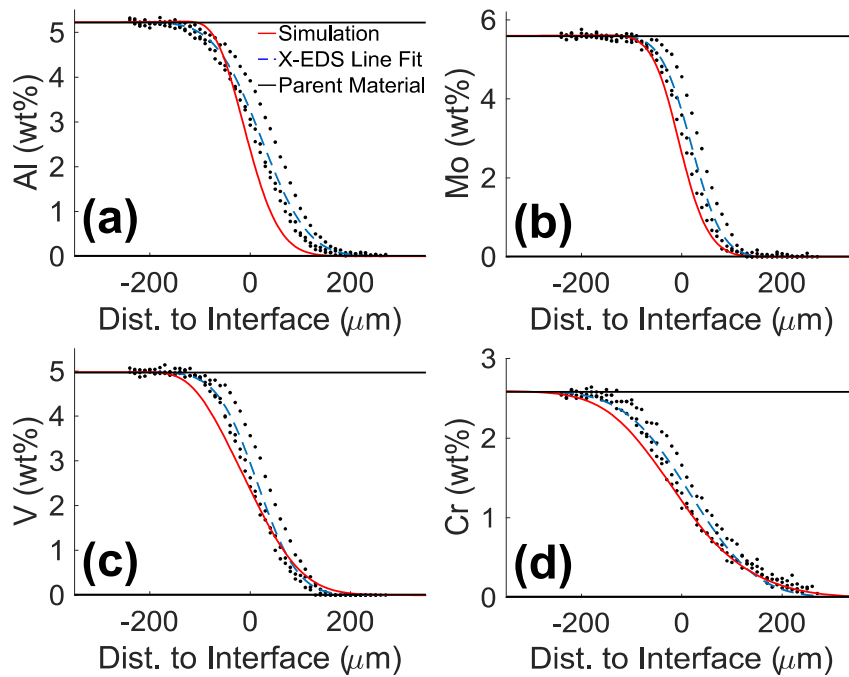 6
5
4
3
2
1
0
Al (wt%)
Simulation
X-EDS Line Fit
Parent Material
(a)
-200
0
200
Dist. to Interface (μm)
6
4
2
0
Mo (wt%)
(b)
-200
0
200
Dist. to Interface (μm)
5
4
3
2
1
0
V (wt%)
(c)
-200
0
200
Dist. to Interface (μm)
3
2
1
0
Cr (wt%)
(d)
-200
0
200
Dist. to Interface (μm)